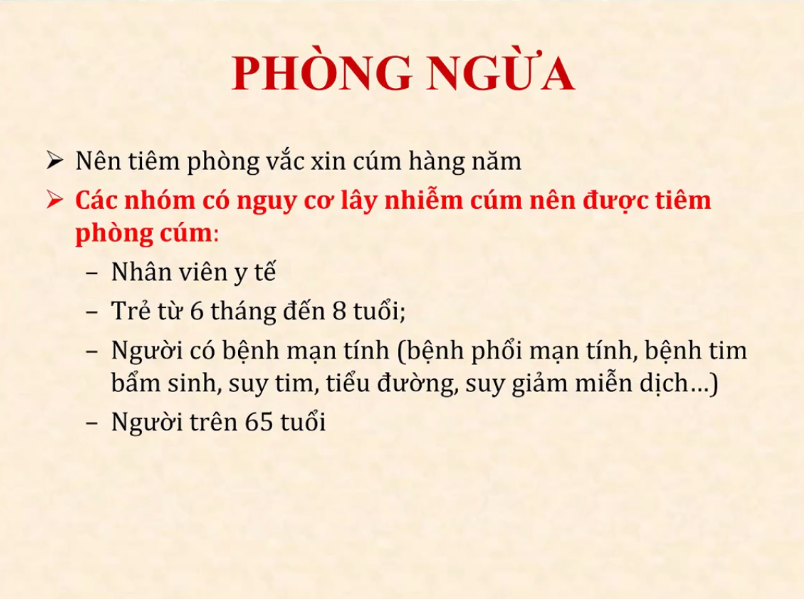 PHÒNG NGỪA
➢ Nên tiêm phòng vắc xin cúm hàng năm
➢ Các nhóm có nguy cơ lây nhiễm cúm nên được tiêm
phòng cúm:
– Nhân viên y tế
– Trẻ từ 6 tháng đến 8 tuổi;
– Người có bệnh mạn tính (bệnh phổi mạn tính, bệnh tim
bẩm sinh, suy tim, tiểu đường, suy giảm miễn dịch...)
– Người trên 65 tuổi